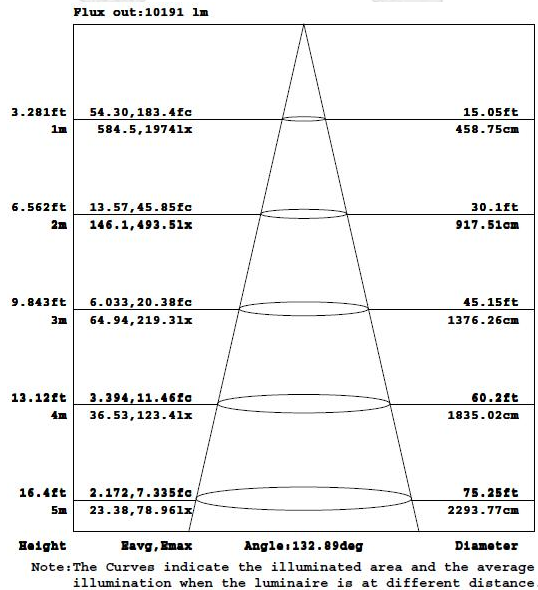 Flux out:10191 lm
3.281ft 54.30,183.4fc 15.05ft
1m 584.5,1974lx 458.75cm
6.562ft 13.57,45.85fc 30.1ft
2m 146.1,493.5lx 917.51cm
9.843ft 6.033,20.38fc 45.15ft
3m 64.94,219.3lx 1376.26cm
13.12ft 3.394,11.46fc 60.2ft
4m 36.53,123.4lx 1835.02cm
16.4ft 2.172,7.335fc 75.25ft
5m 23.38,78.96lx 2293.77cm
Height Eavg,Emax Angle:132.89deg Diameter
Note:The Curves indicate the illuminated area and the average
illumination when the luminaire is at different distance.